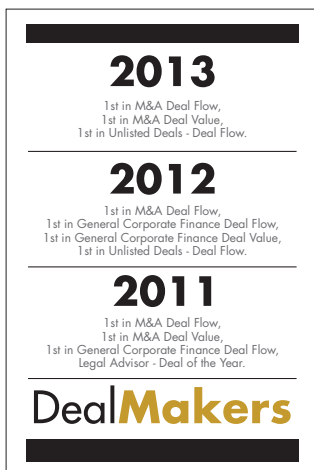 2013
1st in M&A Deal Flow,
1st in M&A Deal Value,
1st in Unlisted Deals - Deal Flow.
2012
1st in M&A Deal Flow,
1st in General Corporate Finance Deal Flow,
1st in General Corporate Finance Deal Value,
1st in Unlisted Deals - Deal Flow.
2011
1st in M&A Deal Flow,
1st in M&A Deal Value,
1st in General Corporate Finance Deal Flow,
Legal Advisor - Deal of the Year.
DealMakers